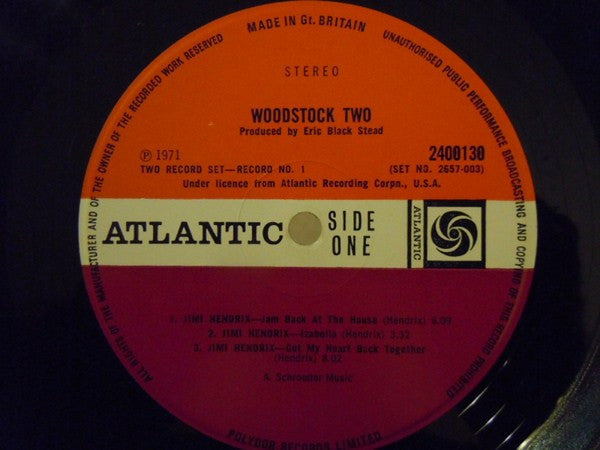 MADE IN Gt. BRITAIN
UNAUTHORISED PUBLIC PERFORMANCE BROADCASTING AND COPYING OF THIS RECORD PROHIBITED
ALL RIGHTS OF THE MANUFACTURER AND OF THE OWNER OF THE RECORDED WORK RESERVED
STEREO
WOODSTOCK TWO
Produced by Eric Black Stead
℗ 1971
2400130
TWO RECORD SET—RECORD NO. 1
(SET NO. 2657-003)
Under licence from Atlantic Recording Corpn., U.S.A.
ATLANTIC
SIDE
ONE
ATLANTIC
1. JIMI HENDRIX—Jam Back At The House (Hendrix) 6.09
2. JIMI HENDRIX—Izabella (Hendrix) 3.32
3. JIMI HENDRIX—Get My Heart Back Together
(Hendrix) 8.02
A. Schroeder Music
POLYDOR RECORDS LIMITED